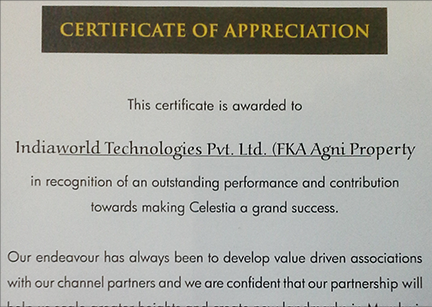 CERTIFICATE OF APPRECIATION
This certificate is awarded to
Indiaworld Technologies Pvt. Ltd. (FKA Agni Property
in recognition of an outstanding performance and contribution
towards making Celestia a grand success.
Our endeavour has always been to develop value driven associations
with our channel partners and we are confident that our partnership will